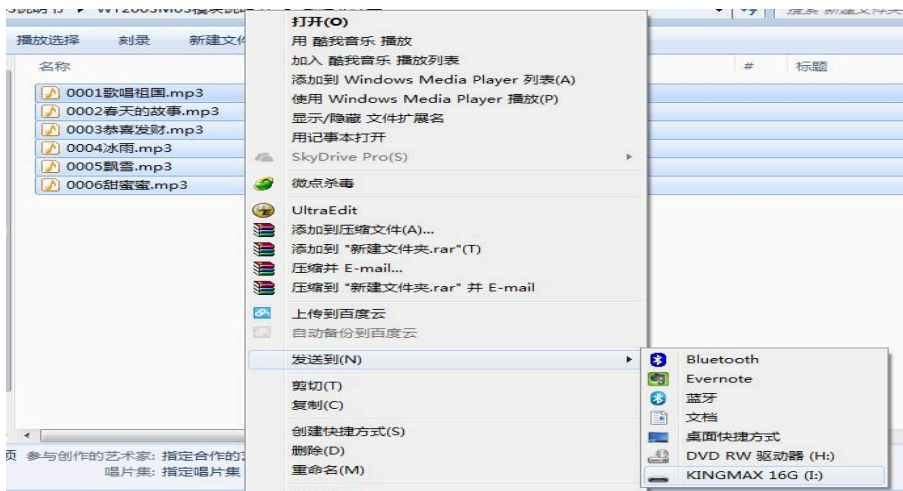 播放选择 刻录 新建文件
名称 # 标题
0001歌唱祖国.mp3
0002春天的故事.mp3
0003恭喜发财.mp3
0004冰雨.mp3
0005飘雪.mp3
0006甜蜜蜜.mp3
打开(O)
用 酷我音乐 播放
加入 酷我音乐 播放列表
添加到 Windows Media Player 列表(A)
使用 Windows Media Player 播放(P)
显示/隐藏 文件扩展名
用记事本打开
SkyDrive Pro(S)
微点杀毒
UltraEdit
添加到压缩文件(A)...
添加到 "新建文件夹.rar"(T)
压缩并 E-mail...
压缩到 "新建文件夹.rar" 并 E-mail
上传到百度云
自动备份到百度云
发送到(N)
剪切(T)
复制(C)
创建快捷方式(S)
删除(D)
重命名(M)
Bluetooth
Evernote
蓝牙
文档
桌面快捷方式
DVD RW 驱动器 (H:)
KINGMAX 16G (I:)
页 参与创作的艺术家: 指定合作的
唱片集: 指定唱片集